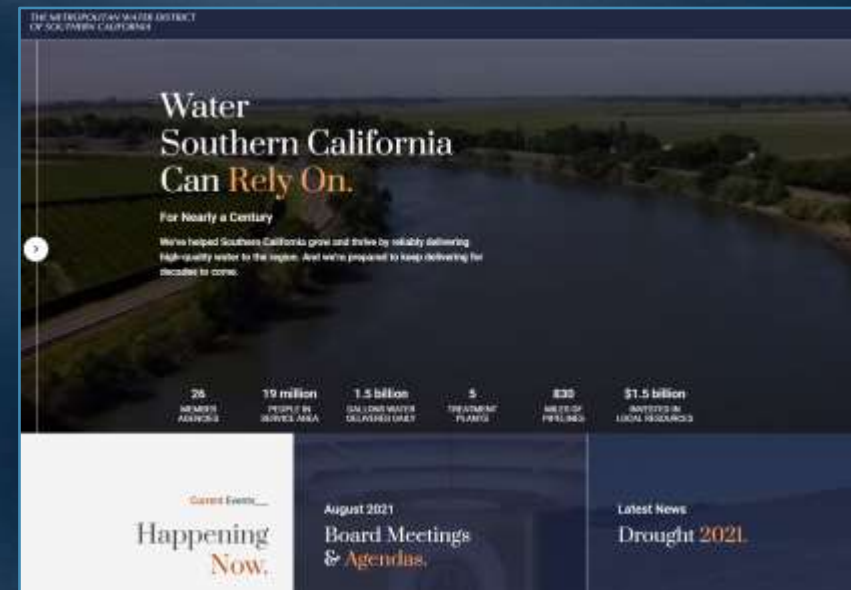 THE METROPOLITAN WATER DISTRICT
OF SOUTHERN CALIFORNIA
Water
Southern California
Can Rely On.
For Nearly a Century
We've helped Southern California grow and thrive by reliably delivering
high-quality water to the region. And we're prepared to keep delivering for
decades to come.
26
MEMBER
AGENCIES
19 million
PEOPLE IN
SERVICE AREA
1.5 billion
GALLONS WATER
DELIVERED DAILY
5
TREATMENT
PLANTS
830
MILES OF
PIPELINES
$1.5 billion
INVESTED IN
LOCAL RESOURCES
Current Events__
Happening
Now.
August 2021
Board Meetings
& Agendas.
Latest News
Drought 2021.